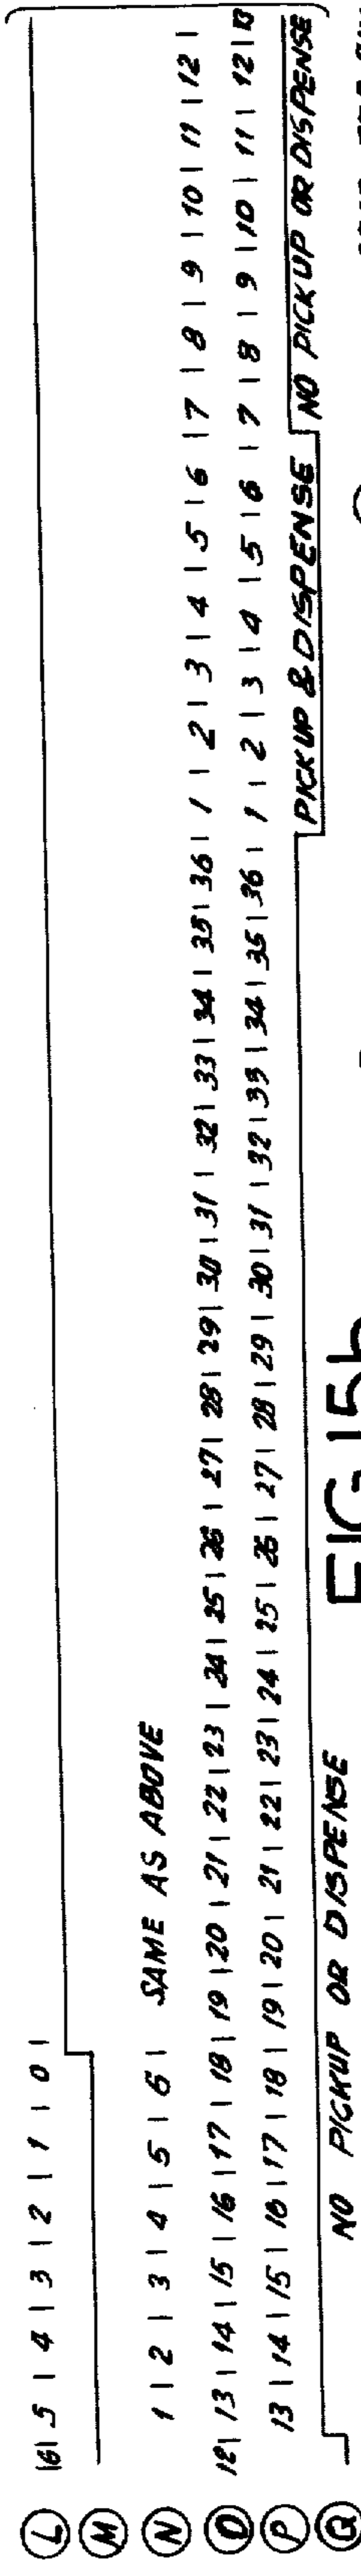 L |6| 5 | 4 | 3 | 2 | 1 | 0 |
M
N 1 | 2 | 3 | 4 | 5 | 6 | SAME AS ABOVE
O 12| 13 | 14 | 15 | 16 | 17 | 18 | 19 | 20 | 21 | 22 | 23 | 24 | 25 | 26 | 27 | 28 | 29 | 30 | 31 | 32 | 33 | 34 | 35 | 36 | 1 | 2 | 3 | 4 | 5 | 6 | 7 | 8 | 9 | 10 | 11 | 12 |
P 13 | 14 | 15 | 16 | 17 | 18 | 19 | 20 | 21 | 22 | 23 | 24 | 25 | 26 | 27 | 28 | 29 | 30 | 31 | 32 | 33 | 34 | 35 | 36 | 1 | 2 | 3 | 4 | 5 | 6 | 7 | 8 | 9 | 10 | 11 | 12 | 13
Q NO PICKUP OR DISPENSE PICKUP & DISPENSE NO PICKUP OR DISPENSE
FIG 15b